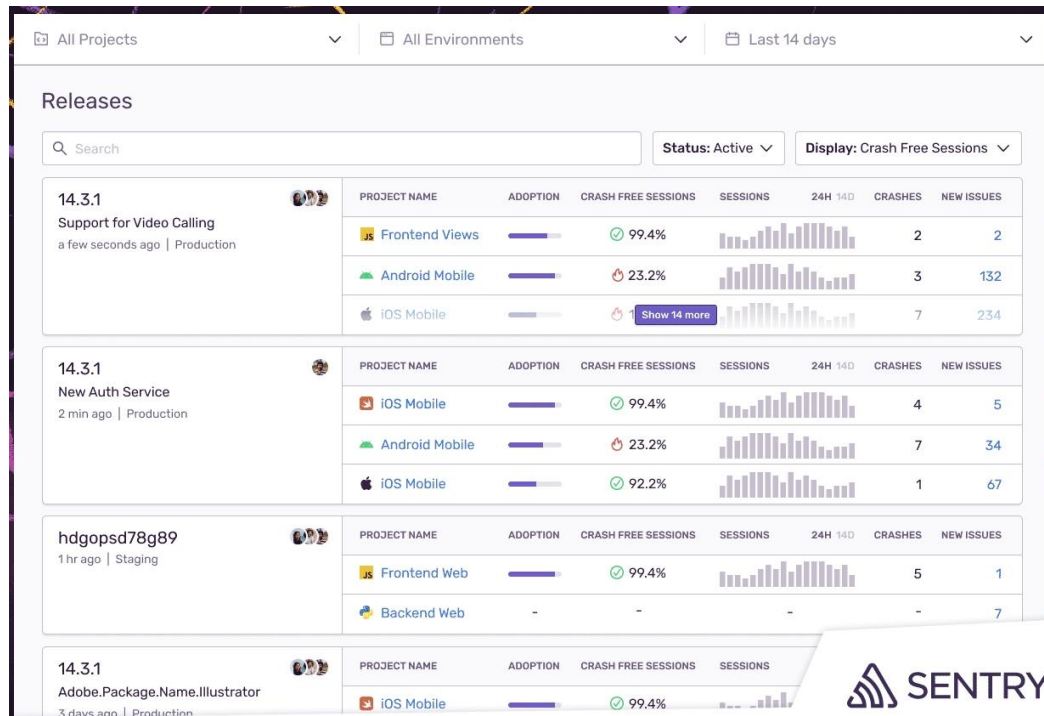 All Projects All Environments Last 14 days
Releases
Search Status: Active Display: Crash Free Sessions
14.3.1
Support for Video Calling
a few seconds ago | Production
PROJECT NAME ADOPTION CRASH FREE SESSIONS SESSIONS 24H 14D CRASHES NEW ISSUES
JS Frontend Views 99.4% 2 2
Android Mobile 23.2% 3 132
iOS Mobile 1 Show 14 more 7 234
14.3.1
New Auth Service
2 min ago | Production
PROJECT NAME ADOPTION CRASH FREE SESSIONS SESSIONS 24H 14D CRASHES NEW ISSUES
iOS Mobile 99.4% 4 5
Android Mobile 23.2% 7 34
iOS Mobile 92.2% 1 67
hdgopsd78g89
1 hr ago | Staging
PROJECT NAME ADOPTION CRASH FREE SESSIONS SESSIONS 24H 14D CRASHES NEW ISSUES
JS Frontend Web 99.4% 5 1
Backend Web - - - - 7
14.3.1
Adobe.Package.Name.Illustrator
3 days ago | Production
PROJECT NAME ADOPTION CRASH FREE SESSIONS SESSIONS
iOS Mobile 99.4%
SENTRY